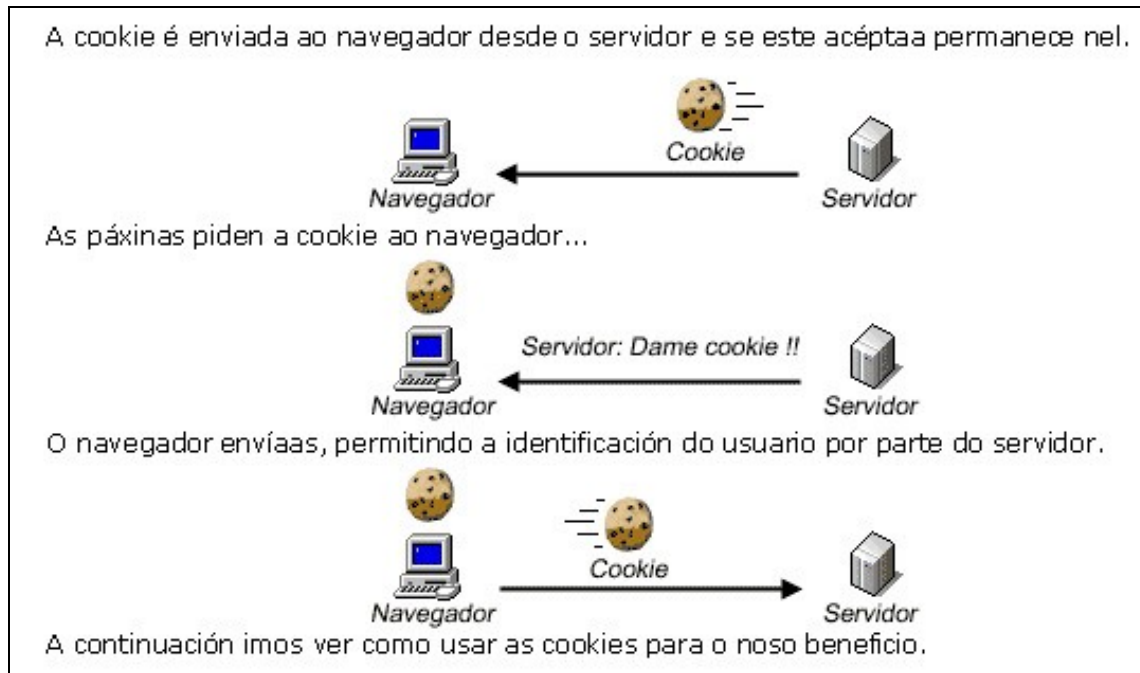 A cookie é enviada ao navegador desde o servidor e se este acéptaa permanece nel.
Cookie
Navegador
Servidor
As páxinas piden a cookie ao navegador...
Servidor: Dame cookie !!
Navegador
Servidor
O navegador envíaas, permitindo a identificación do usuario por parte do servidor.
Cookie
Navegador
Servidor
A continuación imos ver como usar as cookies para o noso beneficio.